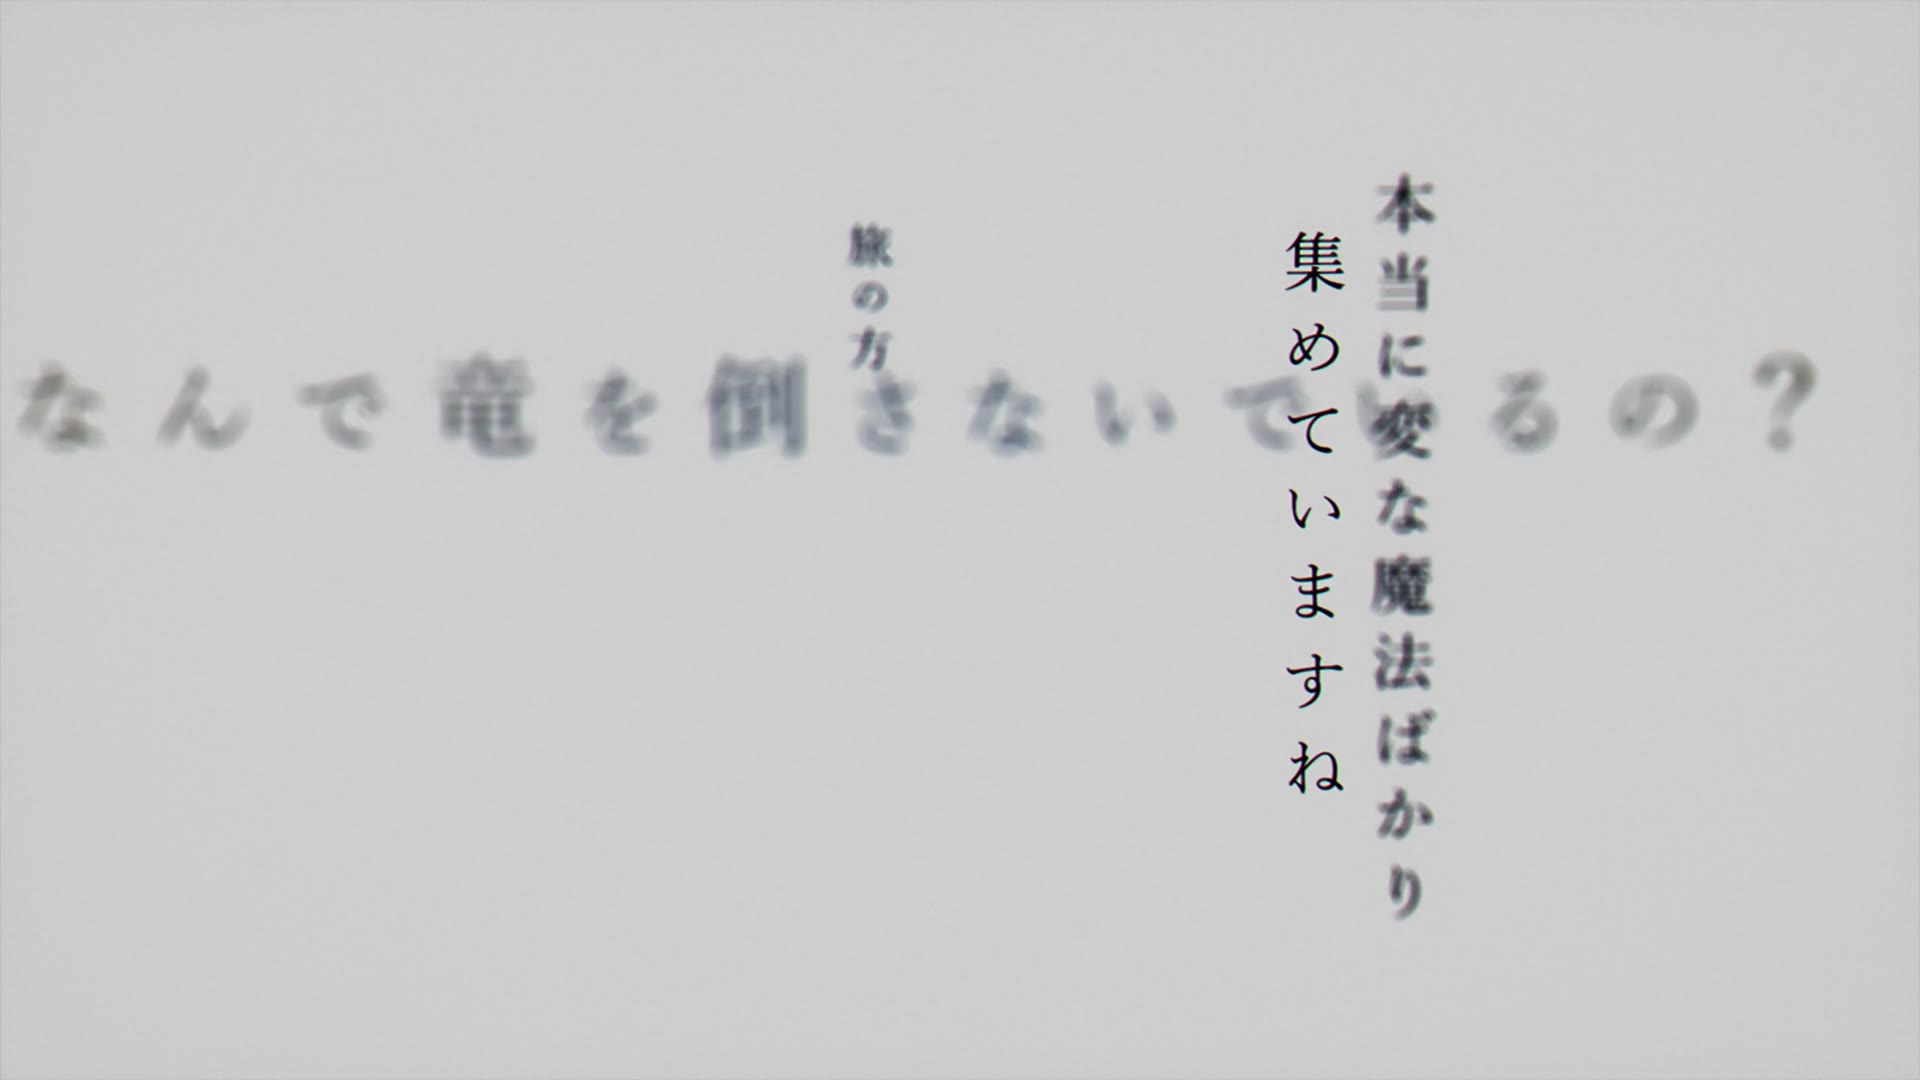 本当に変な魔法ばかり
集めていますね
旅の方
なんで竜を倒さないでいるの？